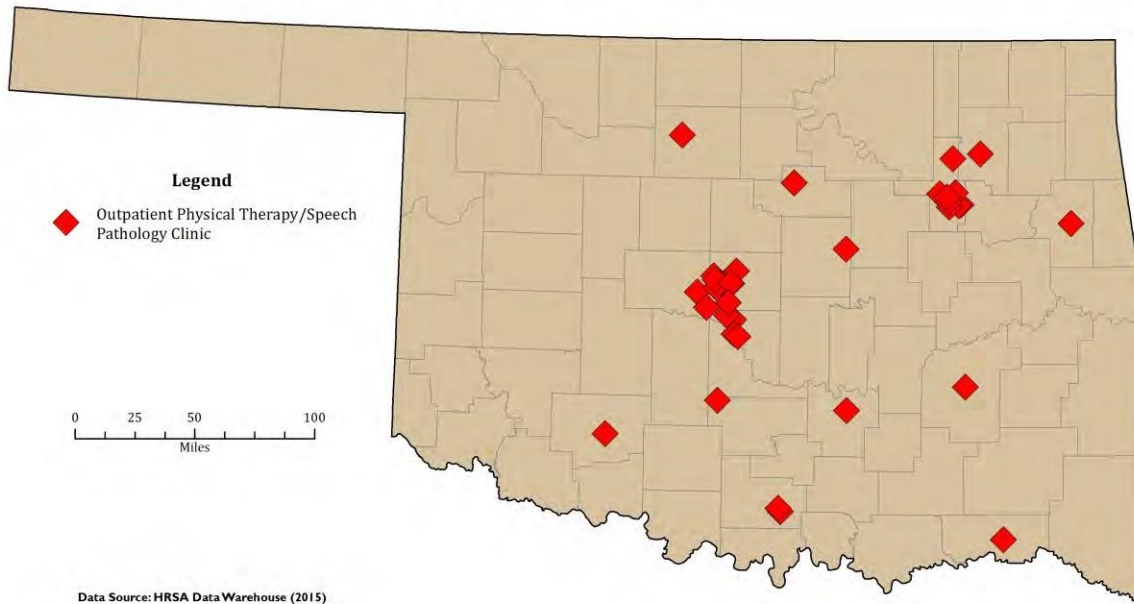 Legend
Outpatient Physical Therapy/Speech
Pathology Clinic
0 25 50 100
Miles
Data Source: HRSA Data Warehouse (2015)